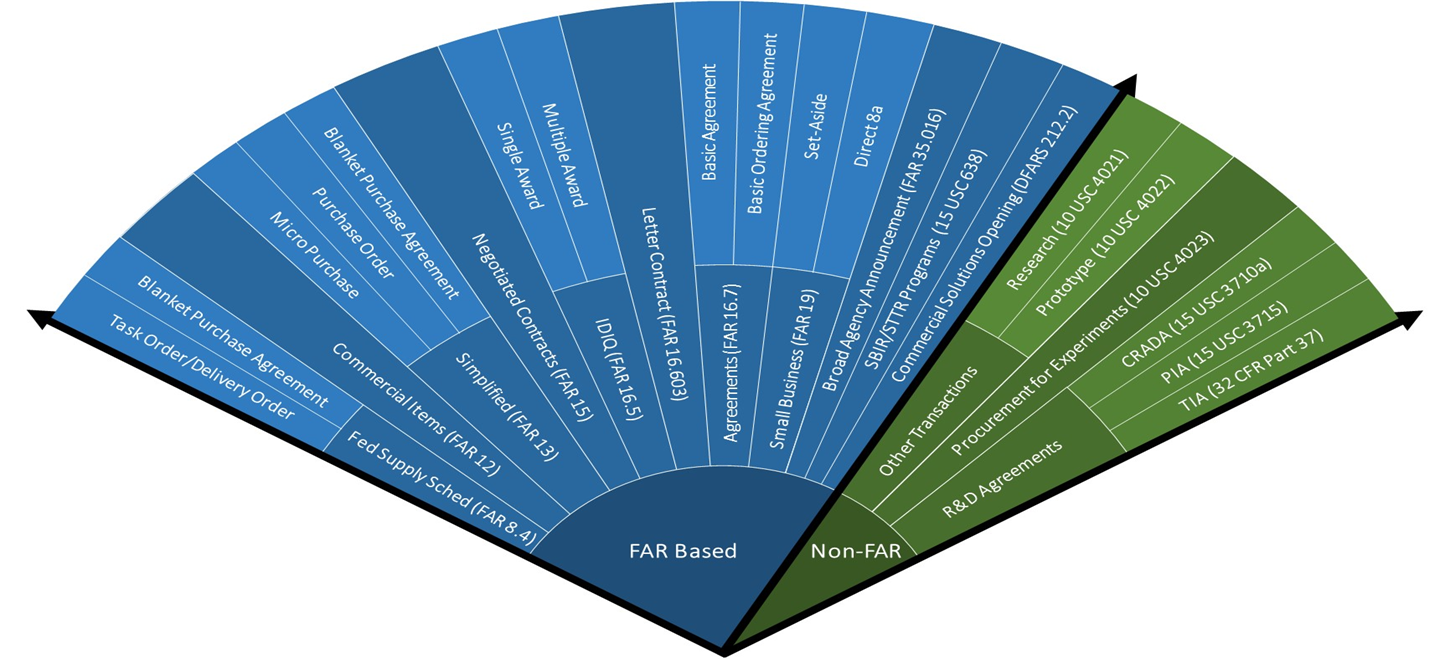 Task Order/Delivery Order
Blanket Purchase Agreement
Fed Supply Sched (FAR 8.4)
Commercial Items (FAR 12)
Micro Purchase
Purchase Order
Blanket Purchase Agreement
Simplified (FAR 13)
Negotiated Contracts (FAR 15)
Single Award
Multiple Award
IDIQ (FAR 16.5)
Letter Contract (FAR 16.603)
Basic Agreement
Basic Ordering Agreement
Agreements (FAR 16.7)
Set-Aside
Direct 8a
Small Business (FAR 19)
Broad Agency Announcement (FAR 35.016)
SBIR/STTR Programs (15 USC 638)
Commercial Solutions Opening (DFARS 212.2)
FAR Based
Research (10 USC 4021)
Prototype (10 USC 4022)
Other Transactions
Procurement for Experiments (10 USC 4023)
CRADA (15 USC 3710a)
PIA (15 USC 3715)
TIA (32 CFR Part 37)
R&D Agreements
Non-FAR